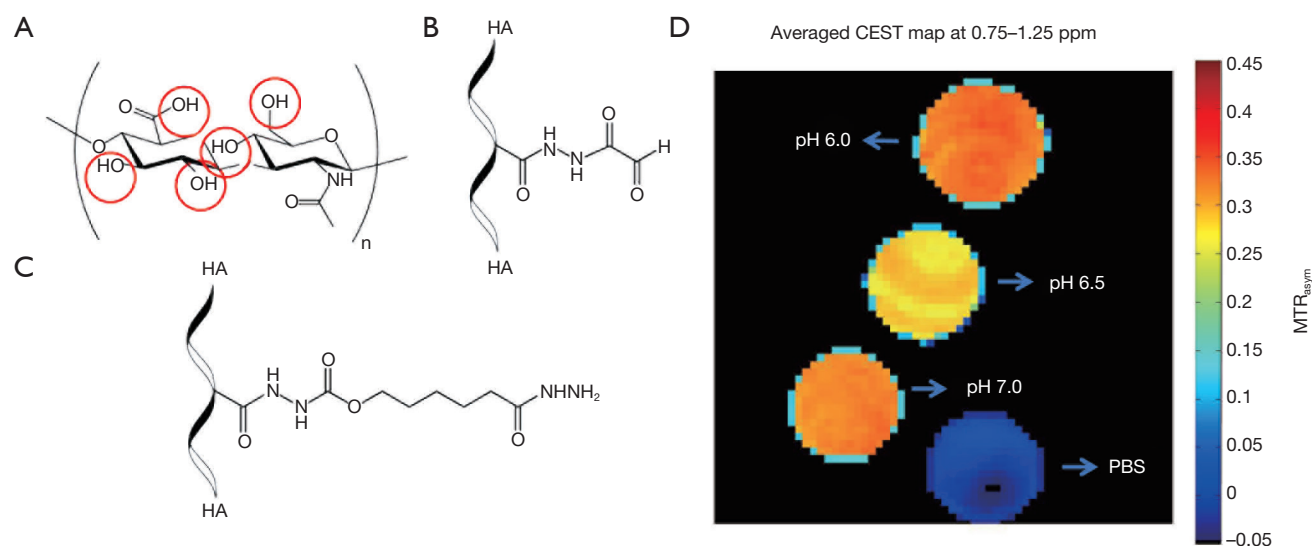 A
O
OH
OH
O
HO
HO
OH
O
O
NH
O
n
B
HA
H
N
N
H
O
O
H
O
HA
C
HA
H
N
N
H
O
O
O
NHNH₂
O
HA
D
Averaged CEST map at 0.75–1.25 ppm
pH 6.0
pH 6.5
pH 7.0
PBS
0.45
0.4
0.35
0.3
0.25
0.2
0.15
0.1
0.05
0
–0.05
MTRasym